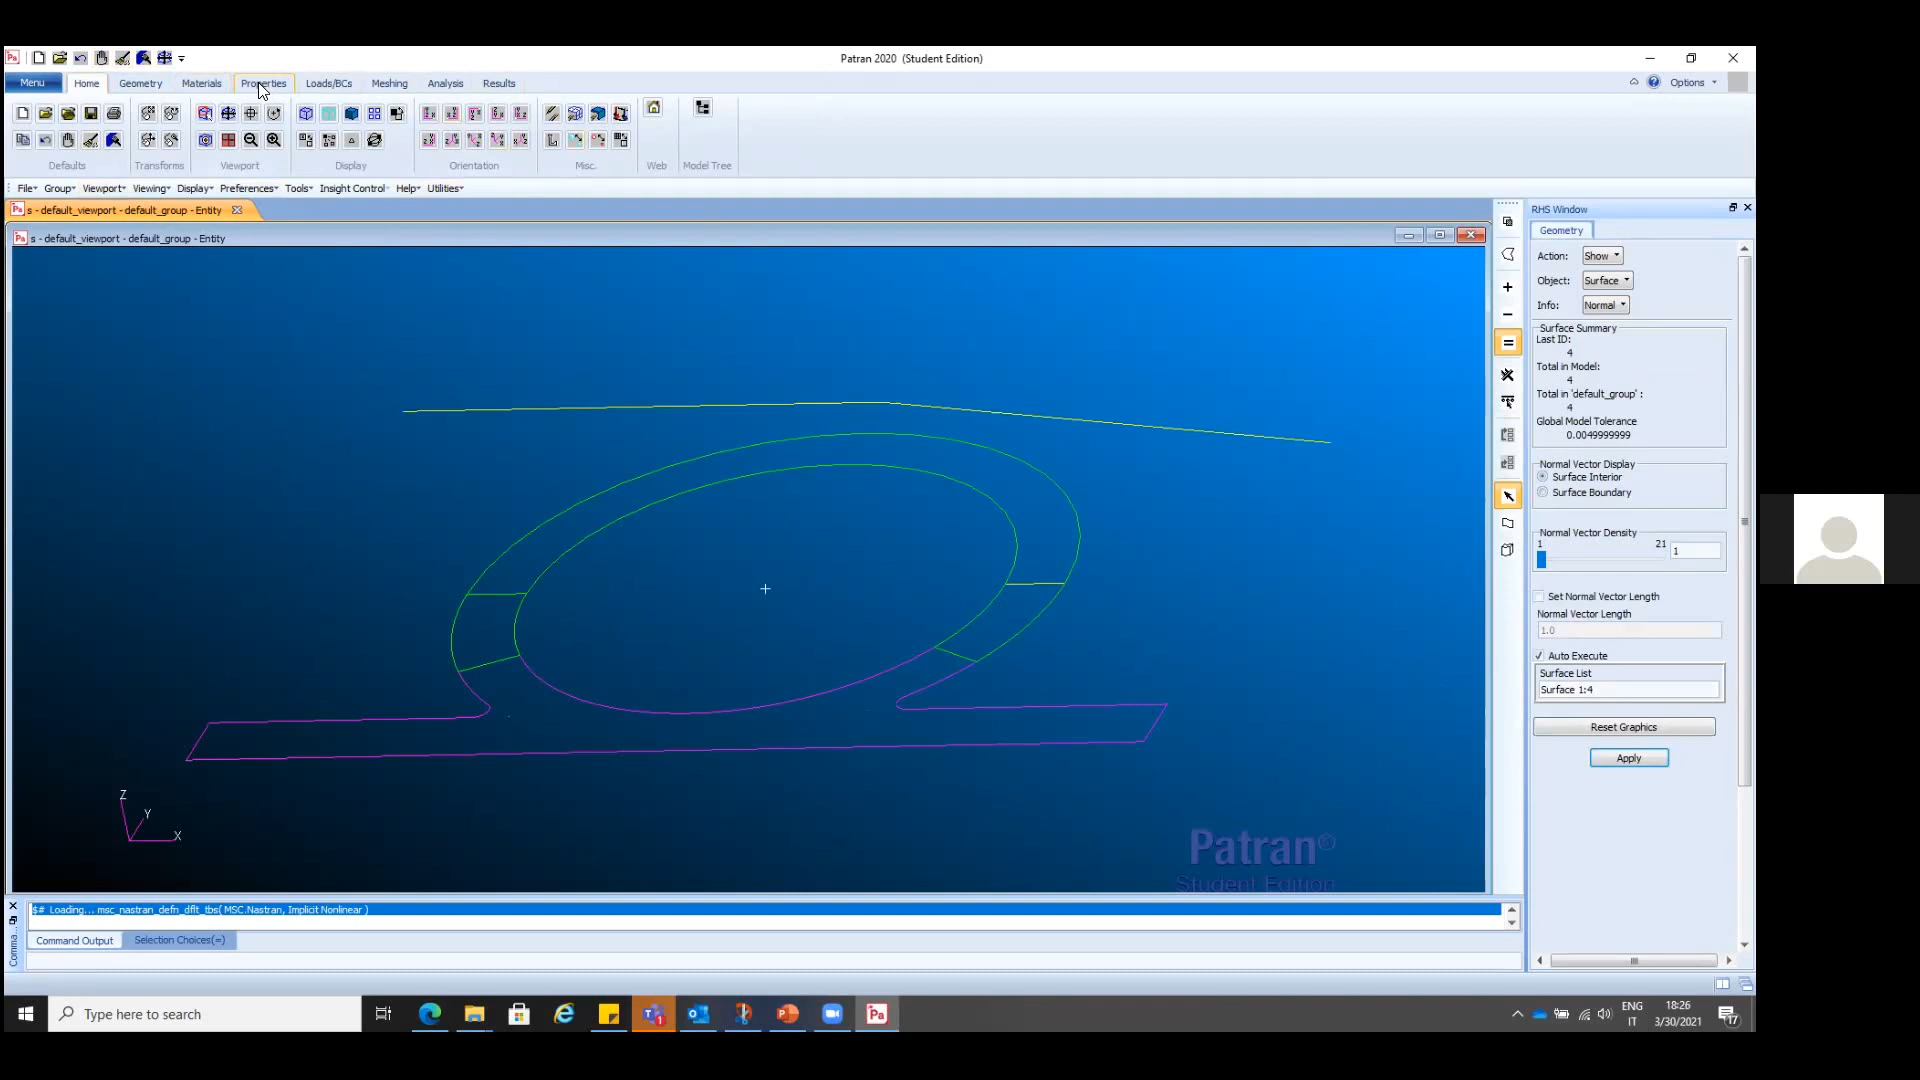 Patran 2020 (Student Edition)
Menu Home Geometry Materials Properties Loads/BCs Meshing Analysis Results Options
Defaults Transforms Viewport Display Orientation Misc. Web Model Tree
File Group Viewport Viewing Display Preferences Tools Insight Control Help Utilities
s - default_viewport - default_group - Entity
s - default_viewport - default_group - Entity
RHS Window
Geometry
Action: Show
Object: Surface
Info: Normal
Surface Summary
Last ID:
4
Total in Model:
4
Total in 'default_group' :
4
Global Model Tolerance
0.0049999999
Normal Vector Display
Surface Interior
Surface Boundary
Normal Vector Density
1 21 1
Set Normal Vector Length
Normal Vector Length
1.0
Auto Execute
Surface List
Surface 1:4
Reset Graphics
Apply
Z
Y
X
Patran
Student Edition
$# Loading... msc_nastran_defn_dflt_tbs( MSC.Nastran, Implicit Nonlinear )
Comma...
Command Output Selection Choices(=)
Type here to search
ENG
IT
18:26
3/30/2021
17